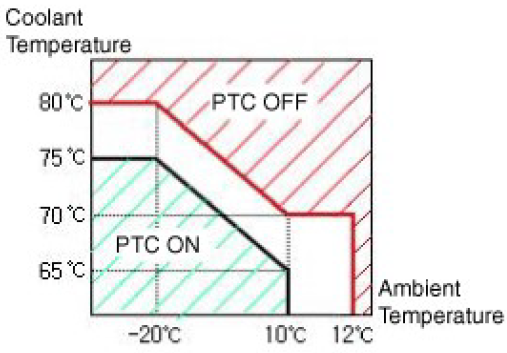 Coolant
Temperature
80℃
PTC OFF
75℃
70℃
PTC ON
65℃
Ambient
Temperature
-20℃
10℃
12℃